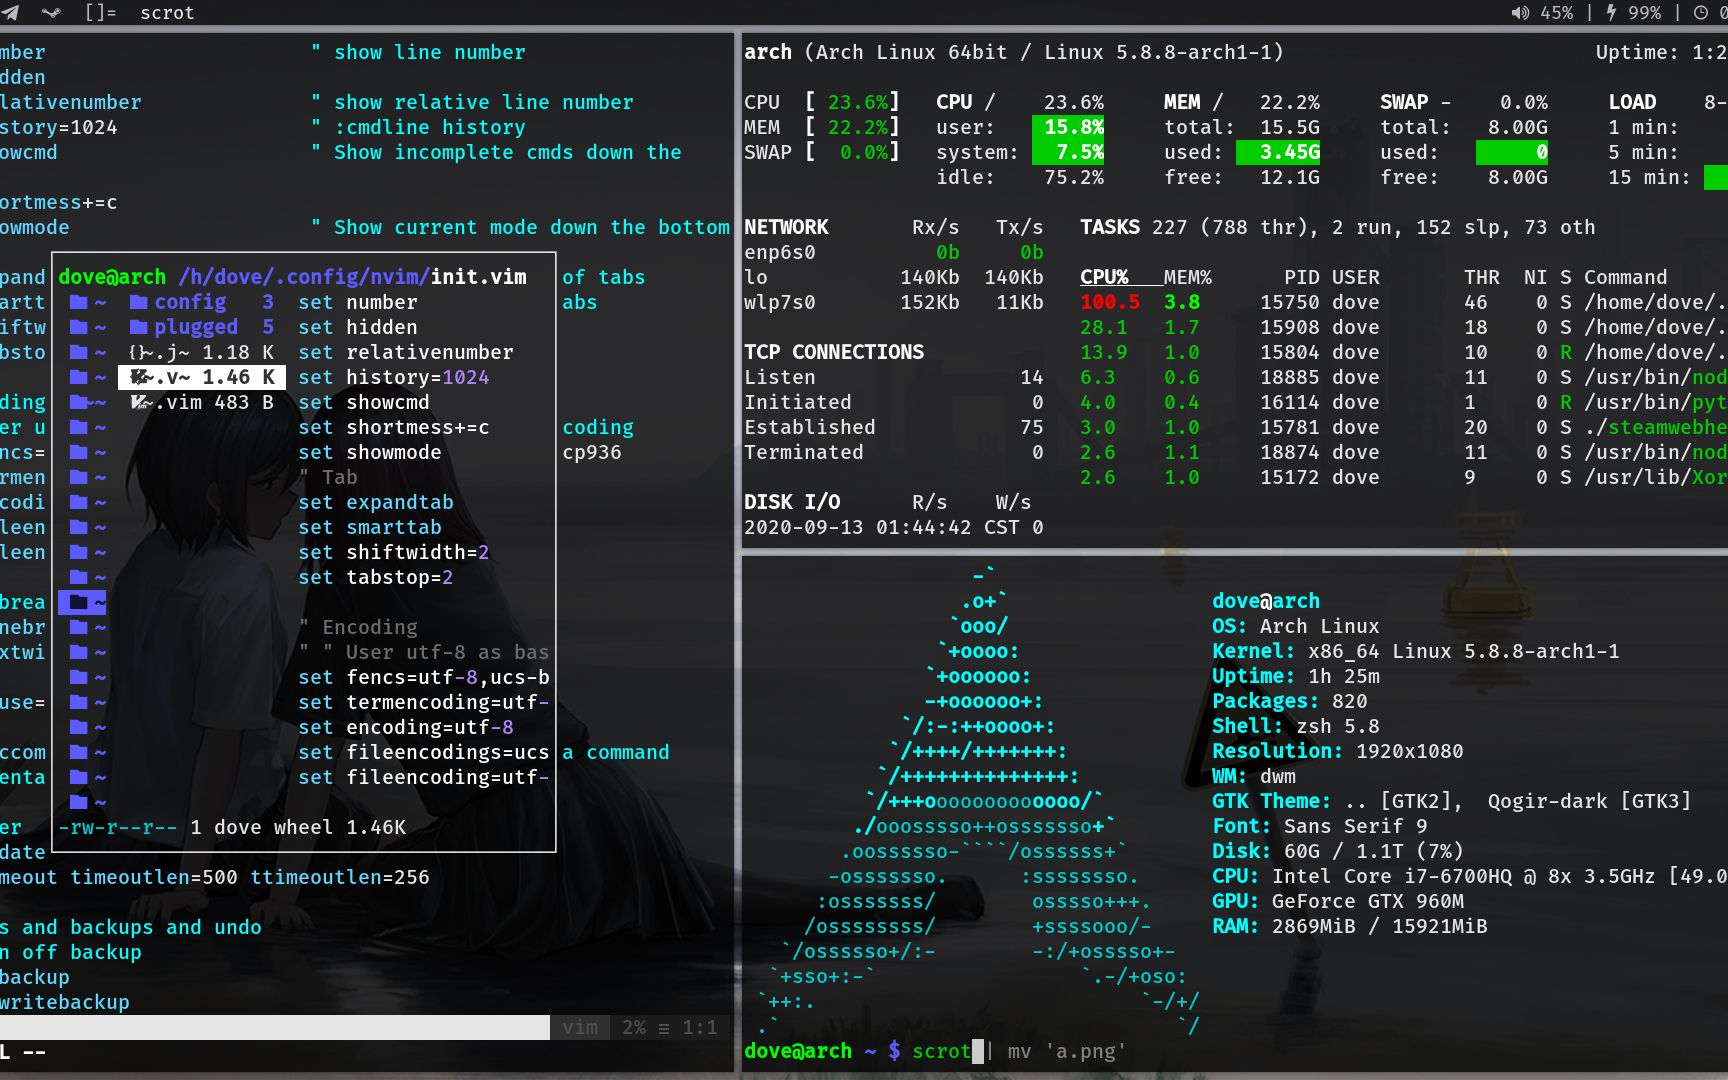 []= scrot 45% | 99% | 0
mber " show line number
dden
lativenumber " show relative line number
story=1024 " :cmdline history
owcmd " Show incomplete cmds down the
ortmess+=c
owmode " Show current mode down the bottom
pand of tabs
artt abs
iftw
bsto
ding
er u coding
ncs= cp936
rmen
codi
leen
leen
brea
nebr
xtwi
use=
ccom a command
enta
er
date
meout timeoutlen=500 ttimeoutlen=256
s and backups and undo
n off backup
backup
writebackup
vim 2% ≡ 1:1
L --
dove@arch /h/dove/.config/nvim/init.vim
~ config 3 set number
~ plugged 5 set hidden
~ {}~.j~ 1.18 K set relativenumber
~ ~.v~ 1.46 K set history=1024
~~ ~.vim 483 B set showcmd
~ set shortmess+=c
~ set showmode
~ " Tab
~ set expandtab
~ set smarttab
~ set shiftwidth=2
~ set tabstop=2
~
~ " Encoding
~ " " User utf-8 as bas
~ set fencs=utf-8,ucs-b
~ set termencoding=utf-
~ set encoding=utf-8
~ set fileencodings=ucs
~ set fileencoding=utf-
~
-rw-r--r-- 1 dove wheel 1.46K
arch (Arch Linux 64bit / Linux 5.8.8-arch1-1) Uptime: 1:2
CPU [ 23.6%] CPU / 23.6% MEM / 22.2% SWAP - 0.0% LOAD 8-
MEM [ 22.2%] user: 15.8% total: 15.5G total: 8.00G 1 min:
SWAP [ 0.0%] system: 7.5% used: 3.45G used: 0 5 min:
idle: 75.2% free: 12.1G free: 8.00G 15 min:
NETWORK Rx/s Tx/s TASKS 227 (788 thr), 2 run, 152 slp, 73 oth
enp6s0 0b 0b
lo 140Kb 140Kb CPU% MEM% PID USER THR NI S Command
wlp7s0 152Kb 11Kb 100.5 3.8 15750 dove 46 0 S /home/dove/.
28.1 1.7 15908 dove 18 0 S /home/dove/.
TCP CONNECTIONS 13.9 1.0 15804 dove 10 0 R /home/dove/.
Listen 14 6.3 0.6 18885 dove 11 0 S /usr/bin/nod
Initiated 0 4.0 0.4 16114 dove 1 0 R /usr/bin/pyt
Established 75 3.0 1.0 15781 dove 20 0 S ./steamwebhe
Terminated 0 2.6 1.1 18874 dove 11 0 S /usr/bin/nod
2.6 1.0 15172 dove 9 0 S /usr/lib/Xor
DISK I/O R/s W/s
2020-09-13 01:44:42 CST 0
-`
.o+`
`ooo/
`+oooo:
`+oooooo:
-+oooooo+:
`/:-:++oooo+:
`/++++/+++++++:
`/++++++++++++++:
`/+++ooooooooooooo/`
./ooosssso++osssssso+`
.oossssso-````/ossssss+`
-osssssso. :ssssssso.
:osssssss/ osssso+++.
/ossssssss/ +ssssooo/-
`/ossssso+/:- -:/+osssso+-
`+sso+:-` `.-/+oso:
`++:. `-/+/
.` `/
dove@arch
OS: Arch Linux
Kernel: x86_64 Linux 5.8.8-arch1-1
Uptime: 1h 25m
Packages: 820
Shell: zsh 5.8
Resolution: 1920x1080
WM: dwm
GTK Theme: .. [GTK2], Qogir-dark [GTK3]
Font: Sans Serif 9
Disk: 60G / 1.1T (7%)
CPU: Intel Core i7-6700HQ @ 8x 3.5GHz [49.0
GPU: GeForce GTX 960M
RAM: 2869MiB / 15921MiB
dove@arch ~ $ scrot | mv 'a.png'